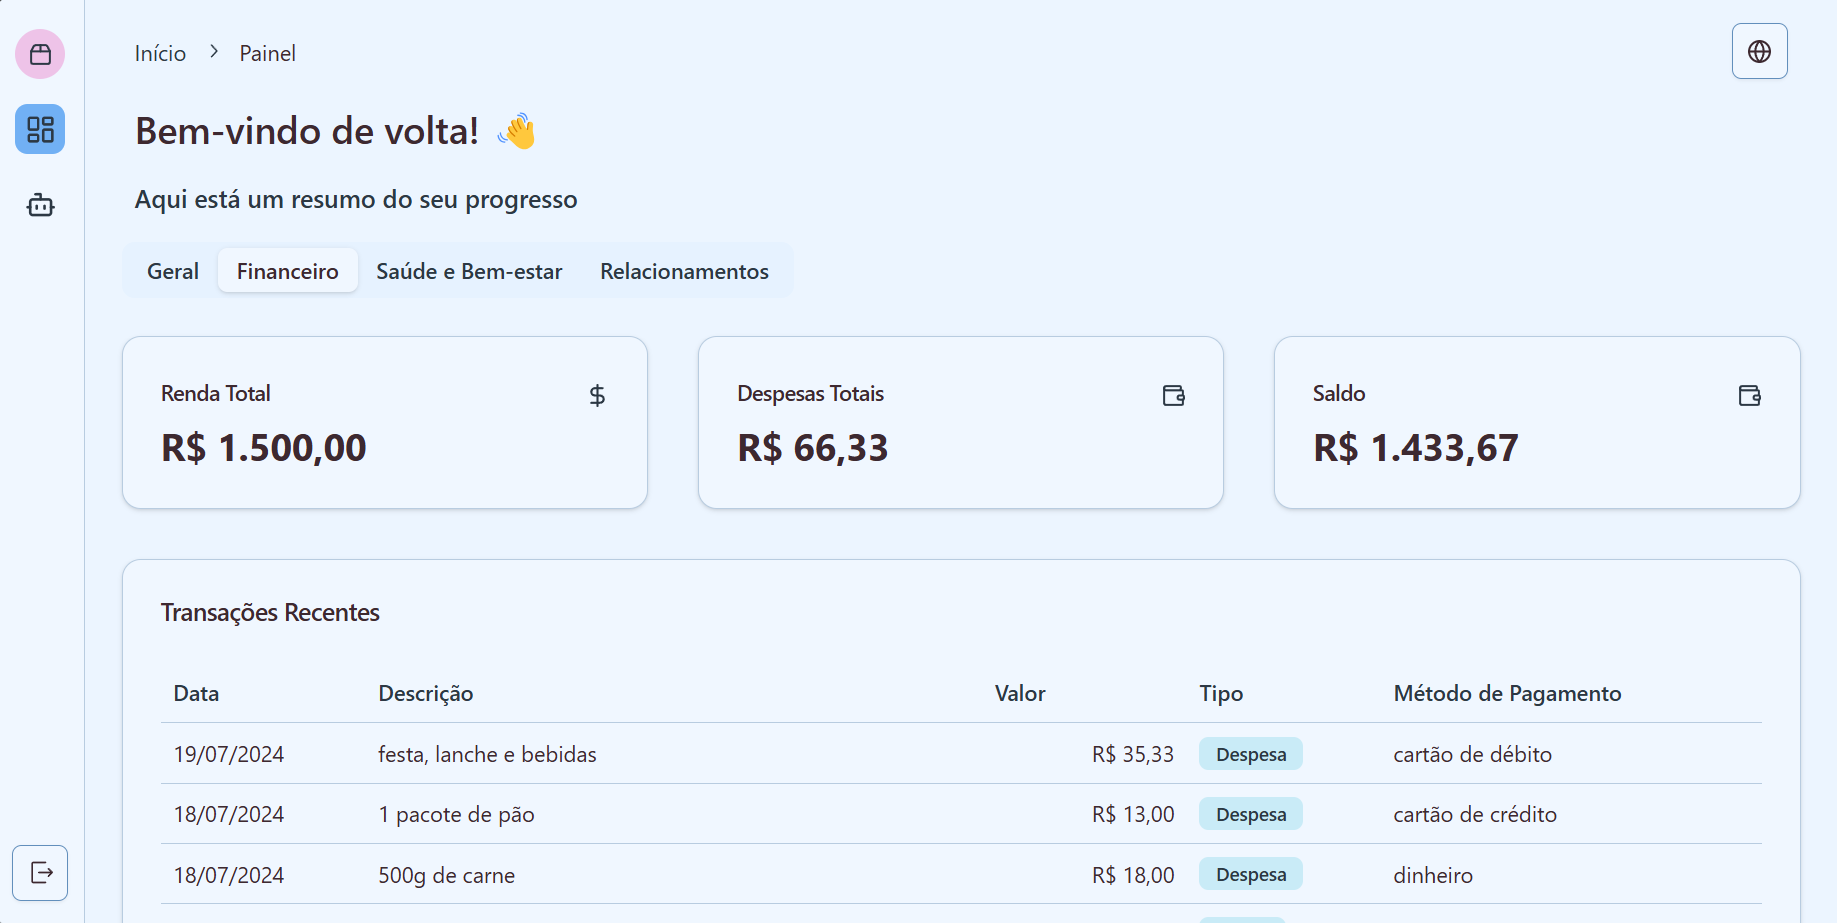 Início > Painel
Bem-vindo de volta! 👋
Aqui está um resumo do seu progresso
Geral Financeiro Saúde e Bem-estar Relacionamentos
Renda Total $
R$ 1.500,00
Despesas Totais
R$ 66,33
Saldo
R$ 1.433,67
Transações Recentes
Data Descrição Valor Tipo Método de Pagamento
19/07/2024 festa, lanche e bebidas R$ 35,33 Despesa cartão de débito
18/07/2024 1 pacote de pão R$ 13,00 Despesa cartão de crédito
18/07/2024 500g de carne R$ 18,00 Despesa dinheiro